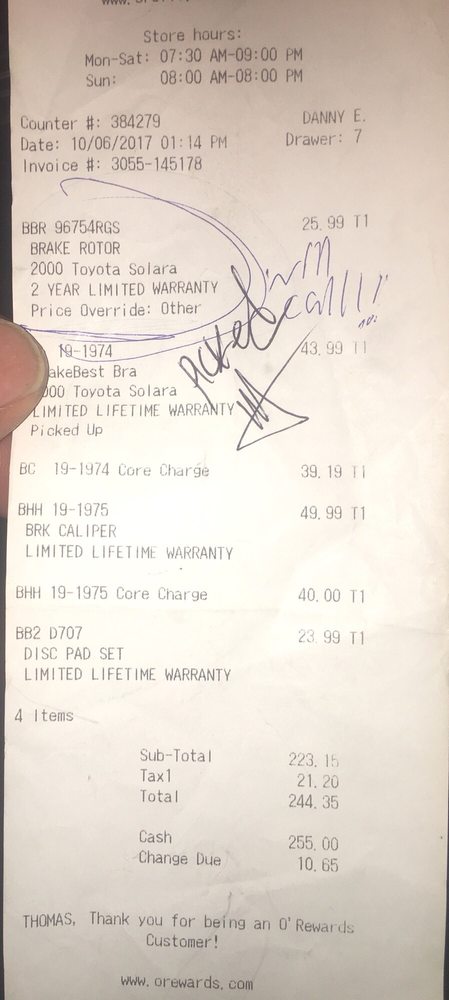 Store hours:
Mon-Sat: 07:30 AM-09:00 PM
Sun: 08:00 AM-08:00 PM
Counter #: 384279 DANNY E.
Date: 10/06/2017 01:14 PM Drawer: 7
Invoice #: 3055-145178
BBR 96754RGS 25.99 T1
BRAKE ROTOR
2000 Toyota Solara
2 YEAR LIMITED WARRANTY
Price Override: Other
will call!!!
Picked
19-1974 43.99 T1
akeBest Bra
000 Toyota Solara
LIMITED LIFETIME WARRANTY
Picked Up
BC 19-1974 Core Charge 39.19 T1
BHH 19-1975 49.99 T1
BRK CALIPER
LIMITED LIFETIME WARRANTY
BHH 19-1975 Core Charge 40.00 T1
BB2 D707 23.99 T1
DISC PAD SET
LIMITED LIFETIME WARRANTY
4 Items
Sub-Total 223.15
Tax1 21.20
Total 244.35
Cash 255.00
Change Due 10.65
THOMAS, Thank you for being an O'Rewards
Customer!
www.orewards.com